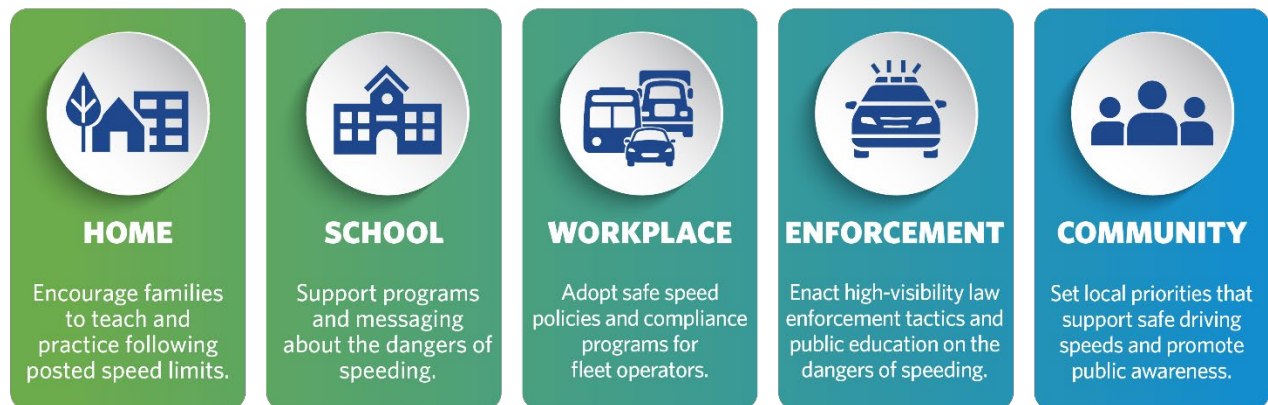 HOME
Encourage families
to teach and
practice following
posted speed limits.
SCHOOL
Support programs
and messaging
about the dangers of
speeding.
WORKPLACE
Adopt safe speed
policies and compliance
programs for
fleet operators.
ENFORCEMENT
Enact high-visibility law
enforcement tactics and
public education on the
dangers of speeding.
COMMUNITY
Set local priorities that
support safe driving
speeds and promote
public awareness.